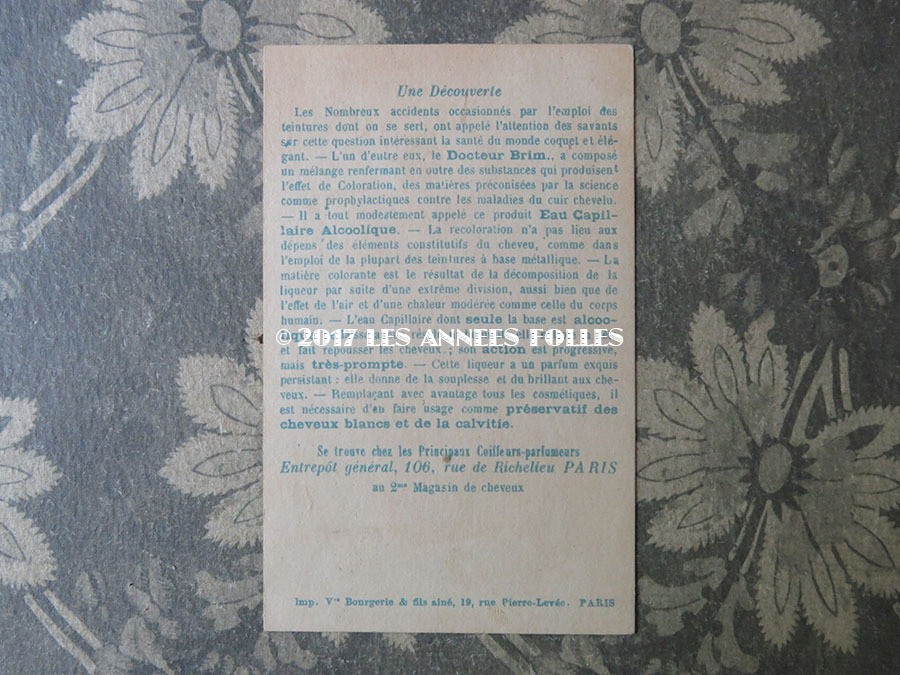 Une Découverte
Les Nombreux accidents occasionnés par l'emploi des
teintures dont on se sert, ont appelé l'attention des savants
sur cette question intéressant la santé du monde coquet et élé-
gant. — L'un d'entre eux, le Docteur Brim., a composé
un mélange renfermant en outre des substances qui produisent
l'effet de Coloration, des matières préconisées par la science
comme prophylactiques contre les maladies du cuir chevelu.
— Il a tout modestement appelé ce produit Eau Capil-
laire Alcoolique. — La recoloration n'a pas lieu aux
dépens des éléments constitutifs du cheveu, comme dans
l'emploi de la plupart des teintures à base métallique. — La
matière colorante est le résultat de la décomposition de la
liqueur par suite d'une extrême division, aussi bien que de
l'effet de l'air et d'une chaleur modérée comme celle du corps
humain. — L'eau Capillaire dont seule la base est alcoo-
© 2017 LES ANNEES FOLLES
et fait repousser les cheveux..; son action est progressive,
mais très-prompte. — Cette liqueur a un parfum exquis
persistant : elle donne de la souplesse et du brillant aux che-
veux. — Remplaçant avec avautage tous les cosmétiques, il
est nécessaire d'en faire usage comme préservatif des
cheveux blancs et de la calvitie.
Se trouve chez les Principaux Coiffeurs-parfumeurs
Entrepôt général, 106, rue de Richelieu PARIS
au 2me Magasin de cheveux
Imp. Vve Bourgerie & fils aîné, 19, rue Pierre-Levée. PARIS